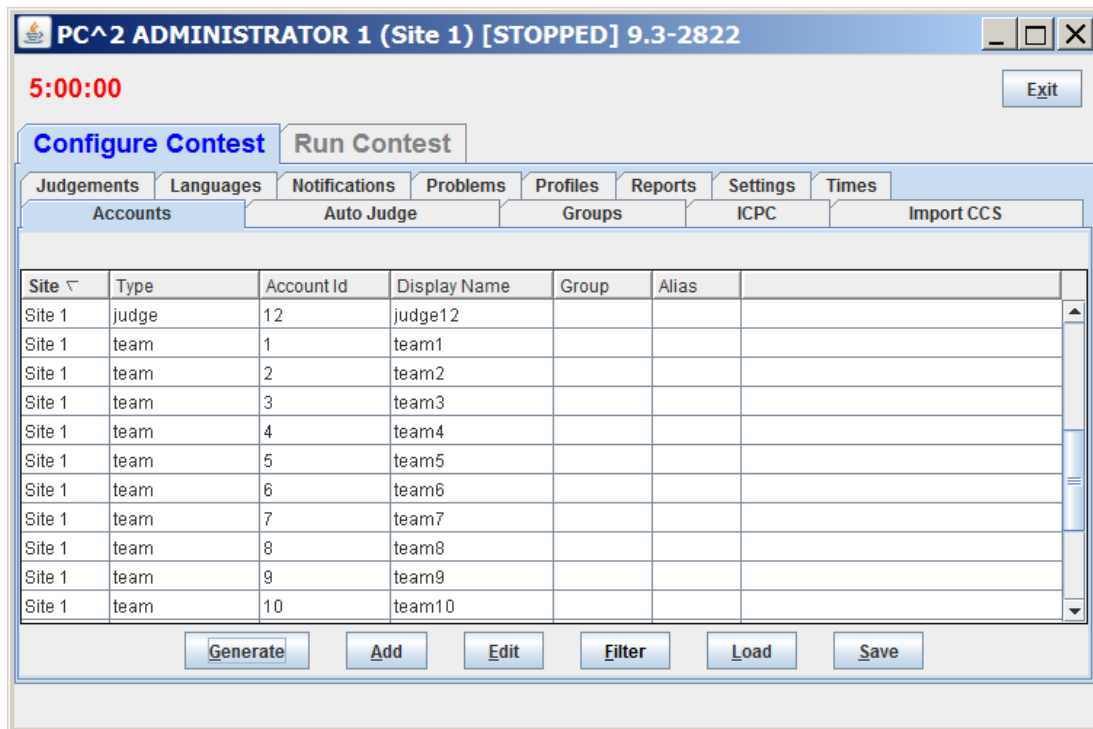 PC^2 ADMINISTRATOR 1 (Site 1) [STOPPED] 9.3-2822
5:00:00 Exit
Configure Contest Run Contest
Judgements Languages Notifications Problems Profiles Reports Settings Times
Accounts Auto Judge Groups ICPC Import CCS
Site Type Account Id Display Name Group Alias
Site 1 judge 12 judge12
Site 1 team 1 team1
Site 1 team 2 team2
Site 1 team 3 team3
Site 1 team 4 team4
Site 1 team 5 team5
Site 1 team 6 team6
Site 1 team 7 team7
Site 1 team 8 team8
Site 1 team 9 team9
Site 1 team 10 team10
Generate Add Edit Filter Load Save